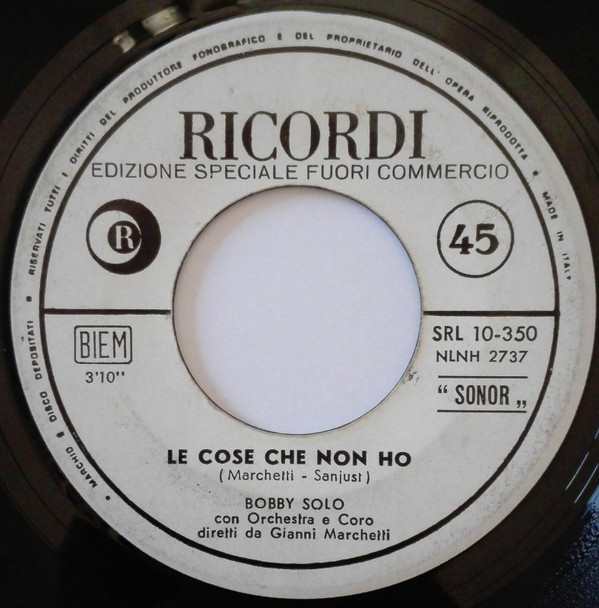 RISERVATI TUTTI I DIRITTI DEL PRODUTTORE FONOGRAFICO E DEL PROPRIETARIO DELL' OPERA RIPRODOTTA • MADE IN ITALY
MARCHIO E DISCO DEPOSITATI
RICORDI
EDIZIONE SPECIALE FUORI COMMERCIO
R
45
BIEM
3'10''
SRL 10-350
NLNH 2737
“ SONOR „
LE COSE CHE NON HO
(Marchetti - Sanjust)
BOBBY SOLO
con Orchestra e Coro
diretti da Gianni Marchetti